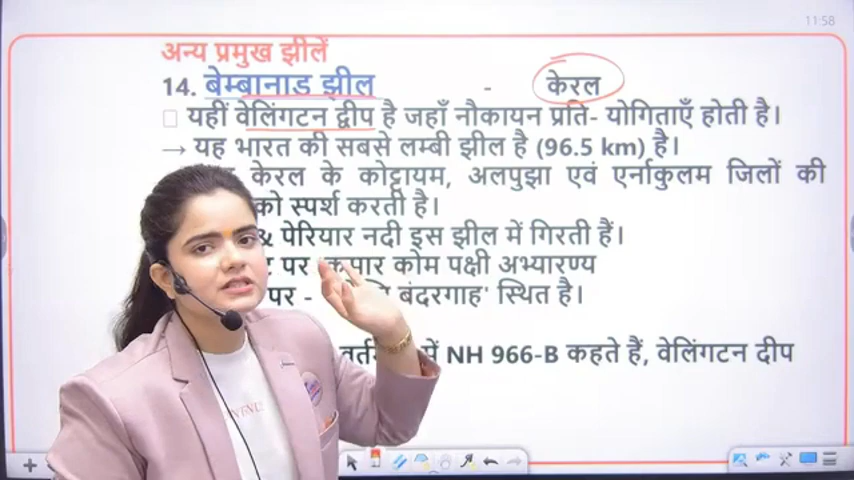 11:58
अन्य प्रमुख झीलें
14. बेम्बानाड झील - केरल
यहीं वेलिंगटन द्वीप है जहाँ नौकायन प्रति- योगिताएँ होती है।
→ यह भारत की सबसे लम्बी झील है (96.5 km) है।
केरल के कोट्टायम, अलपुझा एवं एर्नाकुलम जिलों की
को स्पर्श करती है।
& पेरियार नदी इस झील में गिरती हैं।
पर कोम पक्षी अभ्यारण्य
पर - बंदरगाह' स्थित है।
में NH 966-B कहते हैं, वेलिंगटन दीप